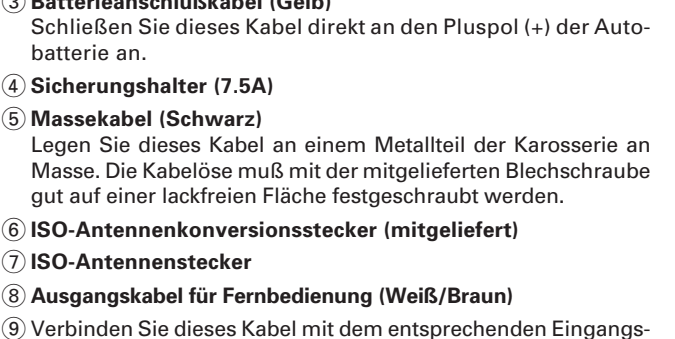 ③ Batterieanschlußkabel (Gelb)
Schließen Sie dieses Kabel direkt an den Pluspol (+) der Auto-
batterie an.
④ Sicherungshalter (7.5A)
⑤ Massekabel (Schwarz)
Legen Sie dieses Kabel an einem Metallteil der Karosserie an
Masse. Die Kabelöse muß mit der mitgelieferten Blechschraube
gut auf einer lackfreien Fläche festgeschraubt werden.
⑥ ISO-Antennenkonversionsstecker (mitgeliefert)
⑦ ISO-Antennenstecker
⑧ Ausgangskabel für Fernbedienung (Weiß/Braun)
⑨ Verbinden Sie dieses Kabel mit dem entsprechenden Eingangs-